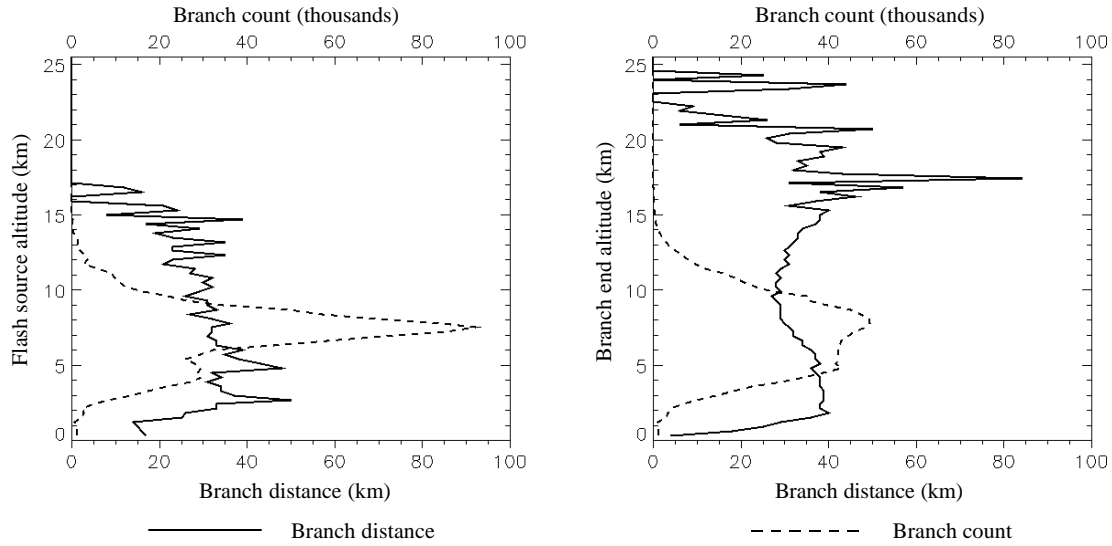 Branch count (thousands)
0 20 40 60 80 100
25
20
15
10
5
0
Flash source altitude (km)
0 20 40 60 80 100
Branch distance (km)
Branch count (thousands)
0 20 40 60 80 100
25
20
15
10
5
0
Branch end altitude (km)
0 20 40 60 80 100
Branch distance (km)
Branch distance
Branch count